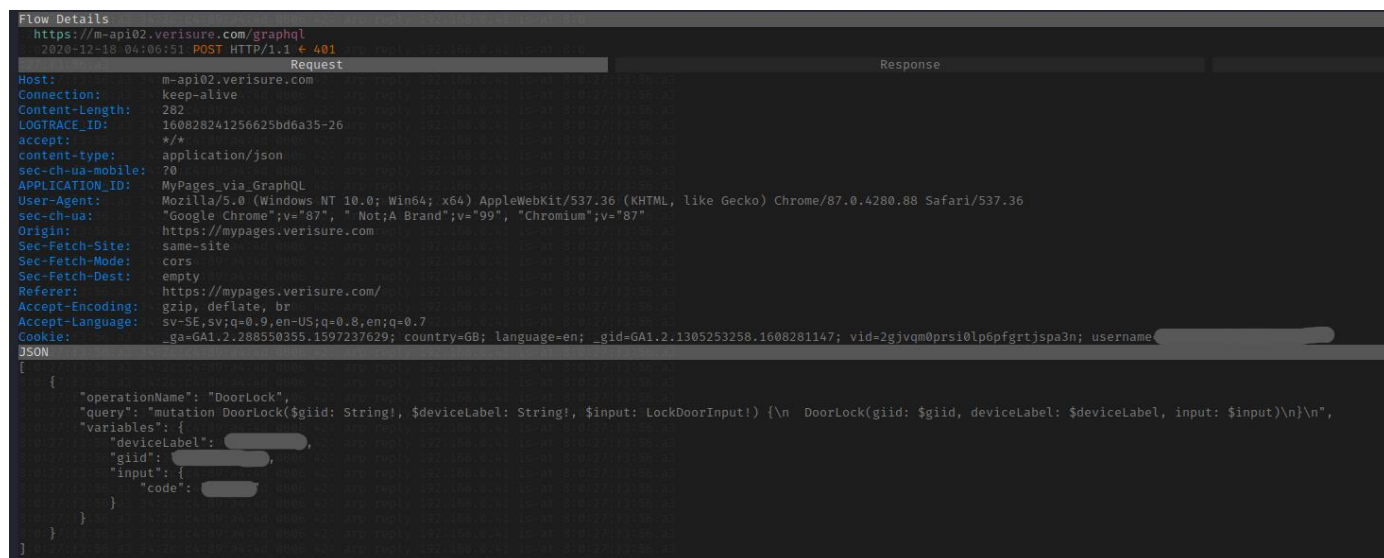 Flow Details
https://m-api02.verisure.com/graphql
2020-12-18 04:06:51 POST HTTP/1.1 ← 401
Request Response
Host: m-api02.verisure.com
Connection: keep-alive
Content-Length: 282
LOGTRACE_ID: 160828241256625bd6a35-26
accept: */*
content-type: application/json
sec-ch-ua-mobile: ?0
APPLICATION_ID: MyPages_via_GraphQL
User-Agent: Mozilla/5.0 (Windows NT 10.0; Win64; x64) AppleWebKit/537.36 (KHTML, like Gecko) Chrome/87.0.4280.88 Safari/537.36
sec-ch-ua: "Google Chrome";v="87", " Not;A Brand";v="99", "Chromium";v="87"
Origin: https://mypages.verisure.com
Sec-Fetch-Site: same-site
Sec-Fetch-Mode: cors
Sec-Fetch-Dest: empty
Referer: https://mypages.verisure.com/
Accept-Encoding: gzip, deflate, br
Accept-Language: sv-SE,sv;q=0.9,en-US;q=0.8,en;q=0.7
Cookie: _ga=GA1.2.288550355.1597237629; country=GB; language=en; _gid=GA1.2.1305253258.1608281147; vid=2gjvqm0prsi0lp6pfgrtjspa3n; username
JSON
[
{
"operationName": "DoorLock",
"query": "mutation DoorLock($giid: String!, $deviceLabel: String!, $input: LockDoorInput!) {\n  DoorLock(giid: $giid, deviceLabel: $deviceLabel, input: $input)\n}\n",
"variables": {
"deviceLabel": ,
"giid": ,
"input": {
"code": "
}
}
}
]